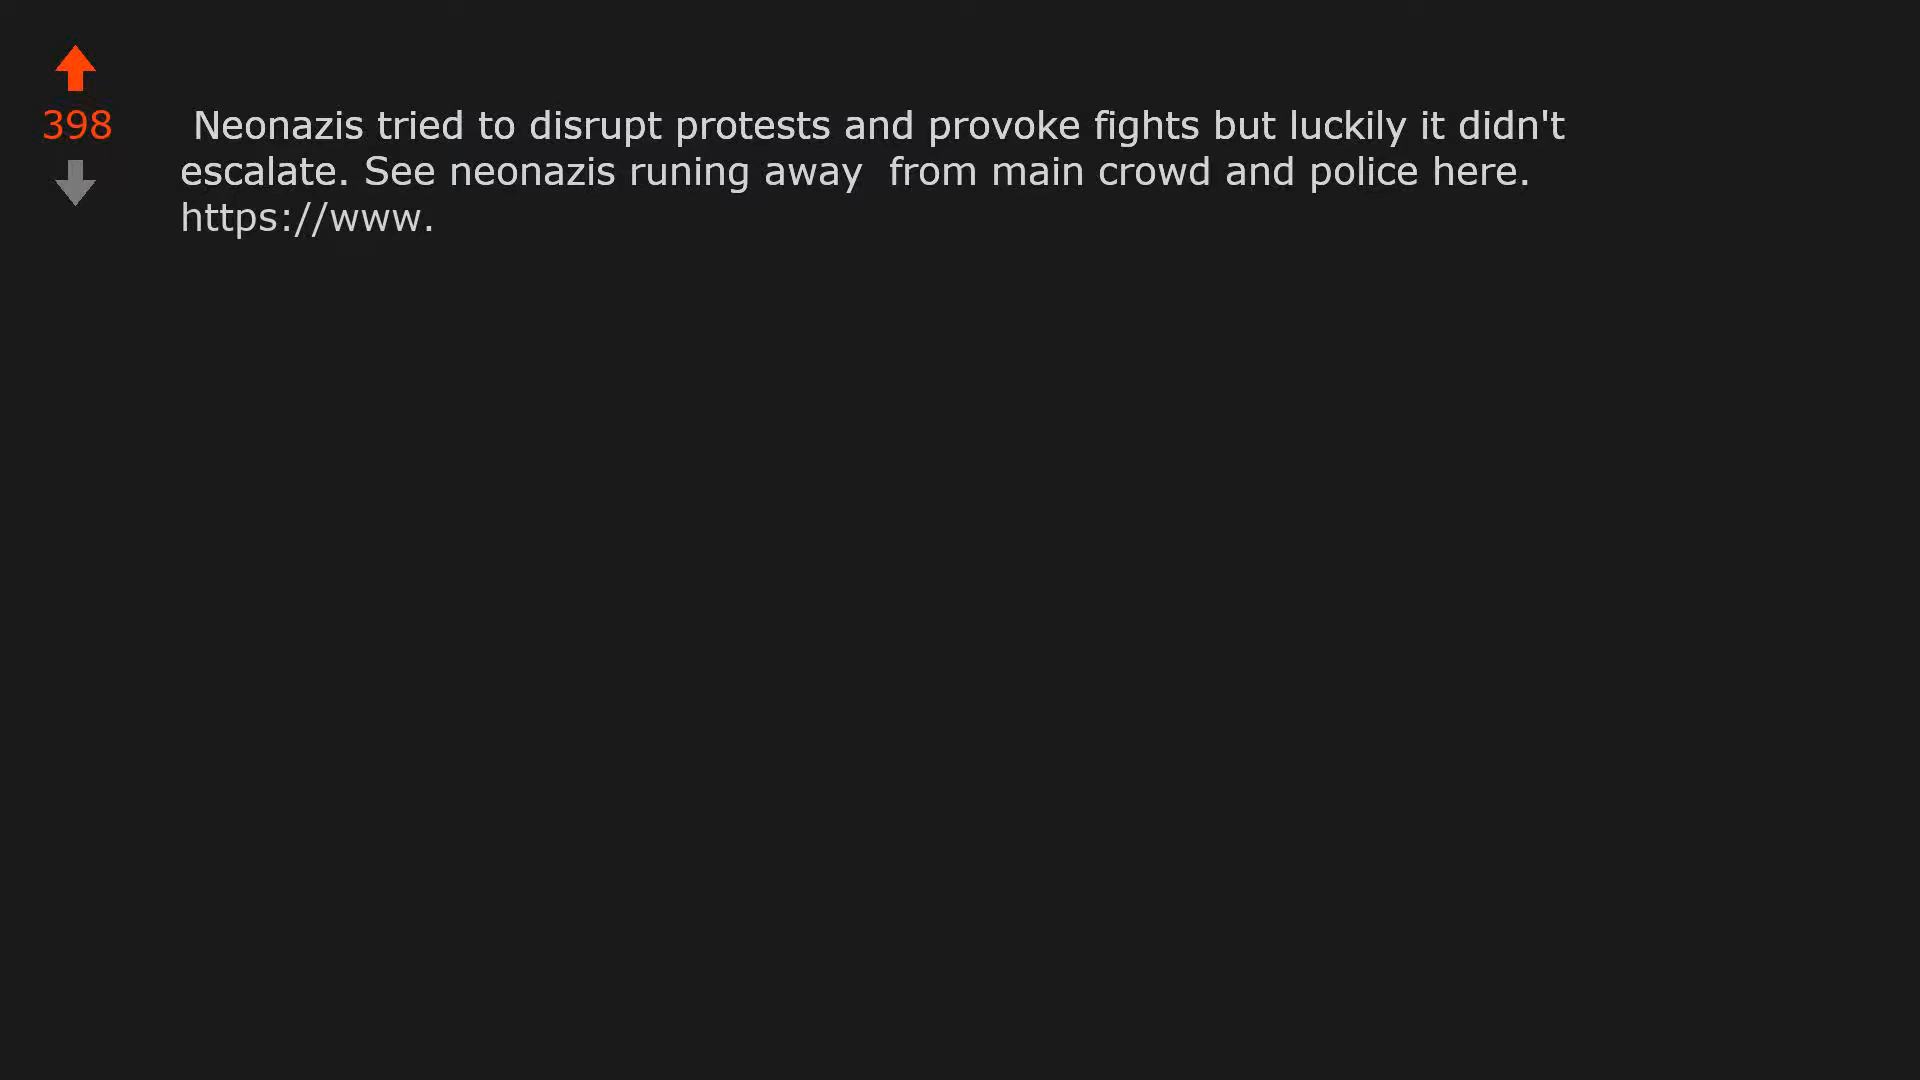 398
Neonazis tried to disrupt protests and provoke fights but luckily it didn't
escalate. See neonazis runing away  from main crowd and police here.
https://www.